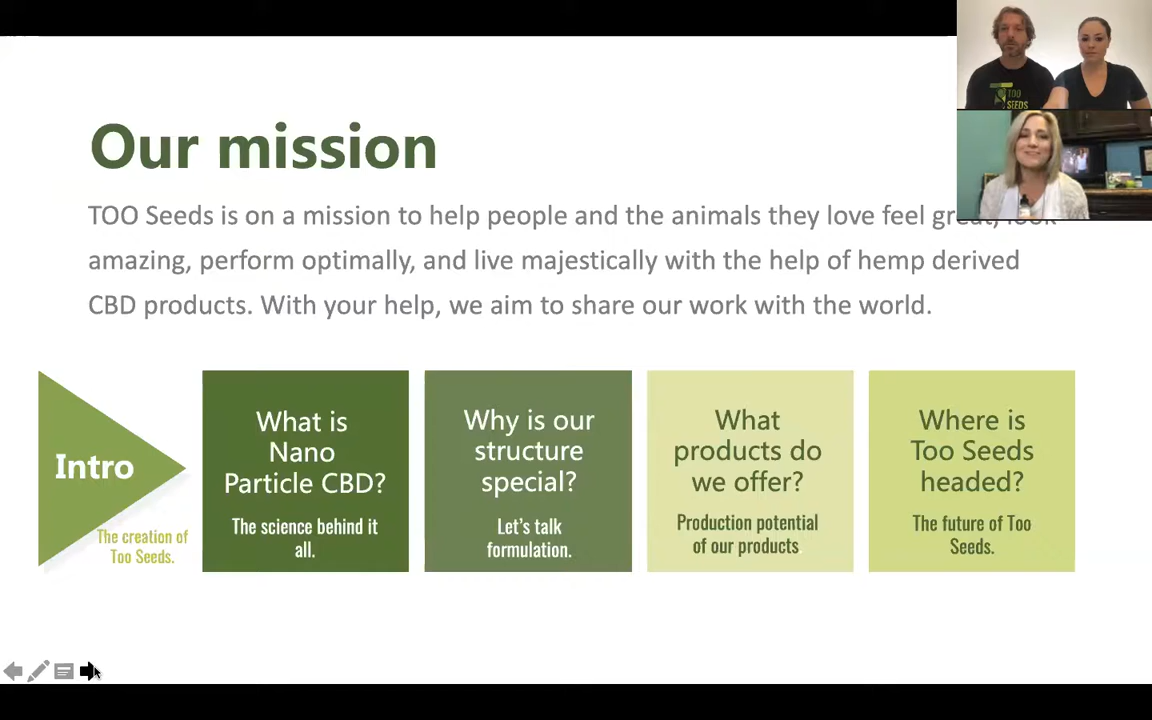 Our mission
TOO Seeds is on a mission to help people and the animals they love feel great, look
amazing, perform optimally, and live majestically with the help of hemp derived
CBD products. With your help, we aim to share our work with the world.
Intro
The creation of
Too Seeds.
What is
Nano
Particle CBD?
The science behind it
all.
Why is our
structure
special?
Let's talk
formulation.
What
products do
we offer?
Production potential
of our products.
Where is
Too Seeds
headed?
The future of Too
Seeds.
TOO
SEEDS